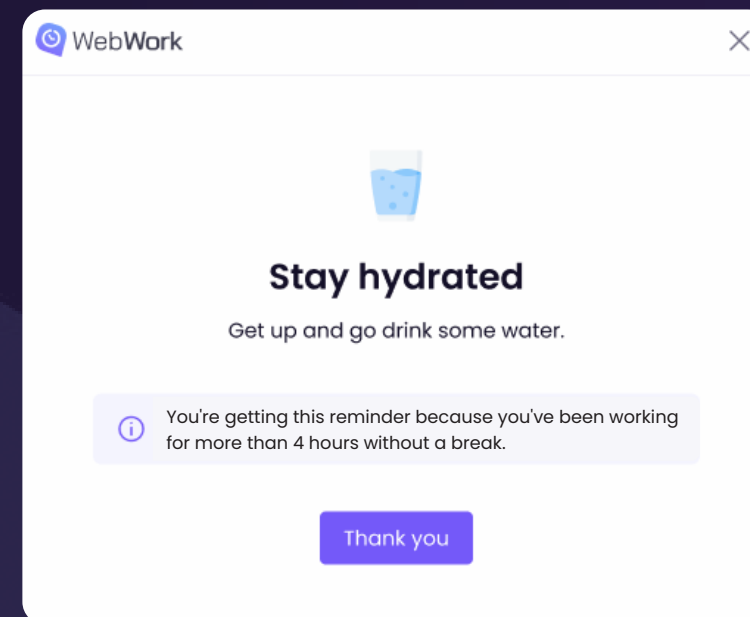 WebWork
Stay hydrated
Get up and go drink some water.
You're getting this reminder because you've been working
for more than 4 hours without a break.
Thank you